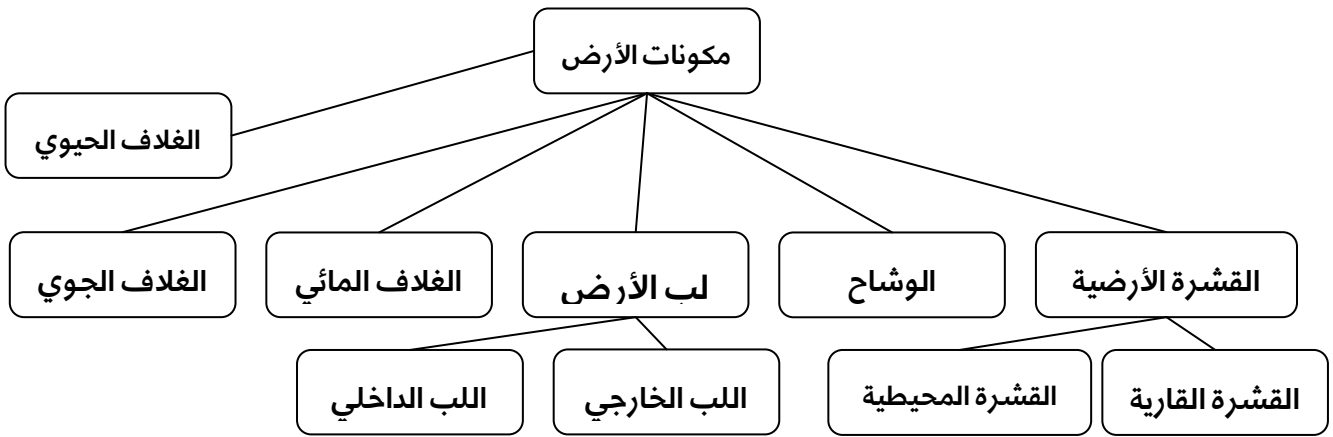 مكونات الأرض
الغلاف الحيوي
القشرة الأرضية
الوشاح
لب الأرض
الغلاف المائي
الغلاف الجوي
القشرة القارية
القشرة المحيطية
اللب الخارجي
اللب الداخلي